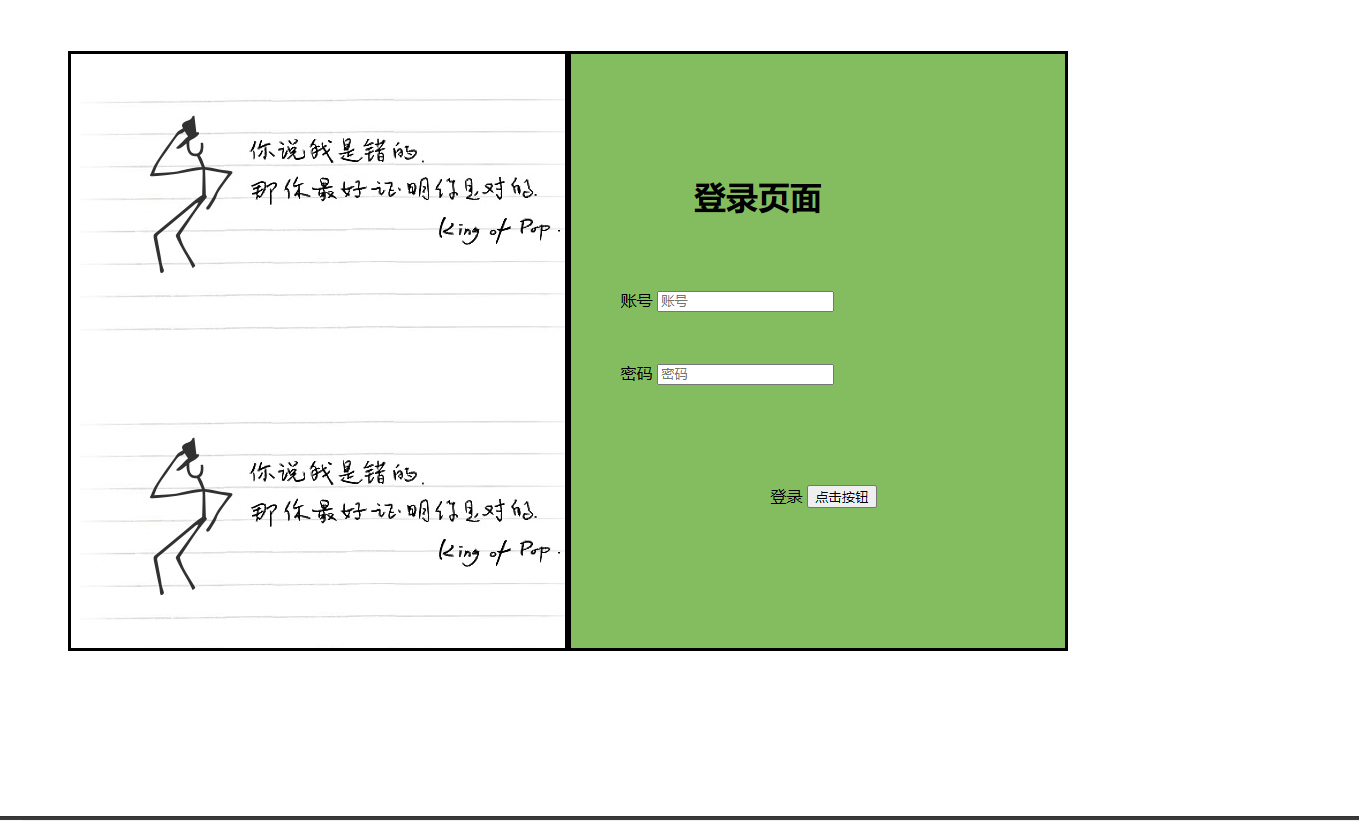 你说我是错的.
那你最好证明你是对的.
King of Pop.
你说我是错的.
那你最好证明你是对的.
King of Pop.
登录页面
账号 账号
密码 密码
登录 点击按钮